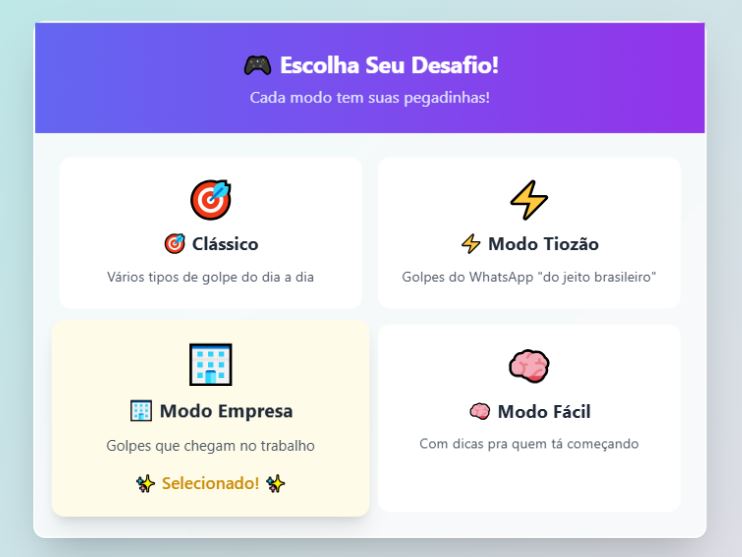 🎮 Escolha Seu Desafio!
Cada modo tem suas pegadinhas!
🎯 Clássico
Vários tipos de golpe do dia a dia
⚡ Modo Tiozão
Golpes do WhatsApp "do jeito brasileiro"
🏢 Modo Empresa
Golpes que chegam no trabalho
✨ Selecionado! ✨
🧠 Modo Fácil
Com dicas pra quem tá começando